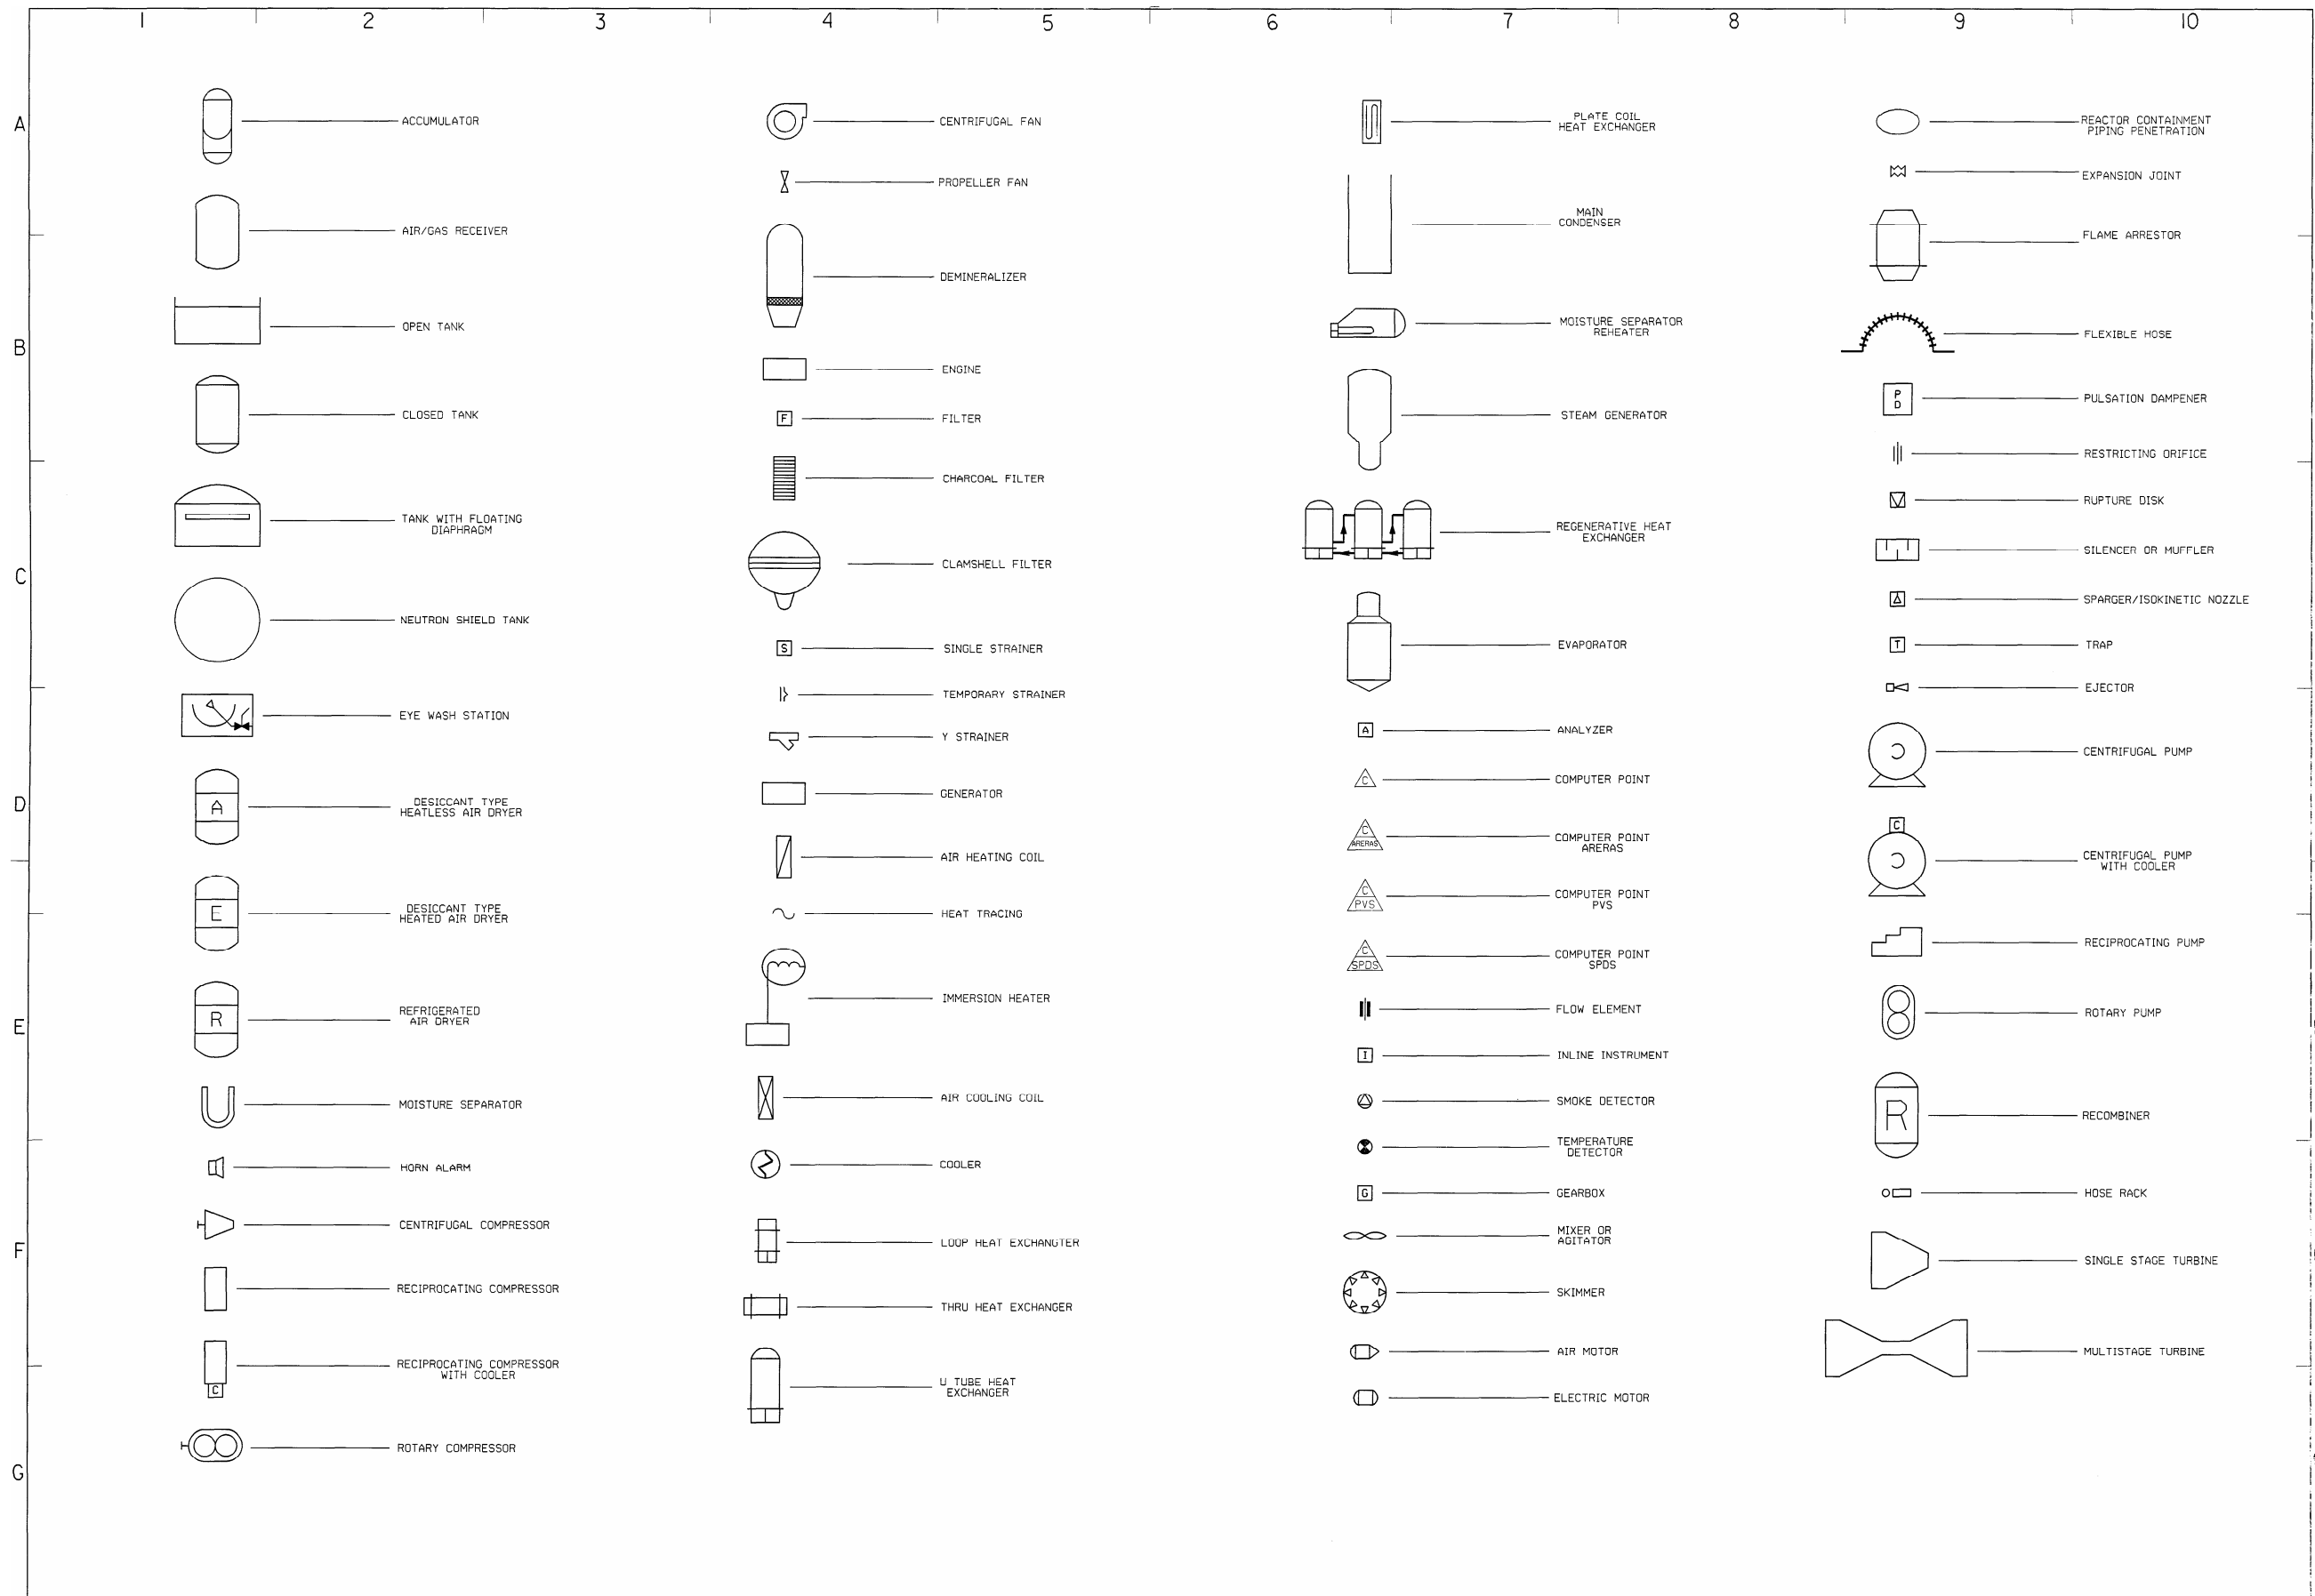 1 2 3 4 5 6 7 8 9 10
A
B
C
D
E
F
G
ACCUMULATOR
AIR/GAS RECEIVER
OPEN TANK
CLOSED TANK
TANK WITH FLOATING
DIAPHRAGM
NEUTRON SHIELD TANK
EYE WASH STATION
A
DESICCANT TYPE
HEATLESS AIR DRYER
E
DESICCANT TYPE
HEATED AIR DRYER
R
REFRIGERATED
AIR DRYER
MOISTURE SEPARATOR
HORN ALARM
CENTRIFUGAL COMPRESSOR
RECIPROCATING COMPRESSOR
RECIPROCATING COMPRESSOR
WITH COOLER
C
ROTARY COMPRESSOR
CENTRIFUGAL FAN
PROPELLER FAN
DEMINERALIZER
ENGINE
F
FILTER
CHARCOAL FILTER
CLAMSHELL FILTER
S
SINGLE STRAINER
TEMPORARY STRAINER
Y STRAINER
GENERATOR
AIR HEATING COIL
HEAT TRACING
IMMERSION HEATER
AIR COOLING COIL
COOLER
LOOP HEAT EXCHANGTER
THRU HEAT EXCHANGER
U TUBE HEAT
EXCHANGER
PLATE COIL
HEAT EXCHANGER
MAIN
CONDENSER
MOISTURE SEPARATOR
REHEATER
STEAM GENERATOR
REGENERATIVE HEAT
EXCHANGER
EVAPORATOR
A
ANALYZER
C
COMPUTER POINT
C
ARERAS
COMPUTER POINT
ARERAS
C
PVS
COMPUTER POINT
PVS
C
SPDS
COMPUTER POINT
SPDS
FLOW ELEMENT
I
INLINE INSTRUMENT
SMOKE DETECTOR
TEMPERATURE
DETECTOR
G
GEARBOX
MIXER OR
AGITATOR
SKIMMER
AIR MOTOR
ELECTRIC MOTOR
REACTOR CONTAINMENT
PIPING PENETRATION
EXPANSION JOINT
FLAME ARRESTOR
FLEXIBLE HOSE
P
D
PULSATION DAMPENER
RESTRICTING ORIFICE
RUPTURE DISK
SILENCER OR MUFFLER
SPARGER/ISOKINETIC NOZZLE
T
TRAP
EJECTOR
CENTRIFUGAL PUMP
C
CENTRIFUGAL PUMP
WITH COOLER
RECIPROCATING PUMP
ROTARY PUMP
R
RECOMBINER
HOSE RACK
SINGLE STAGE TURBINE
MULTISTAGE TURBINE